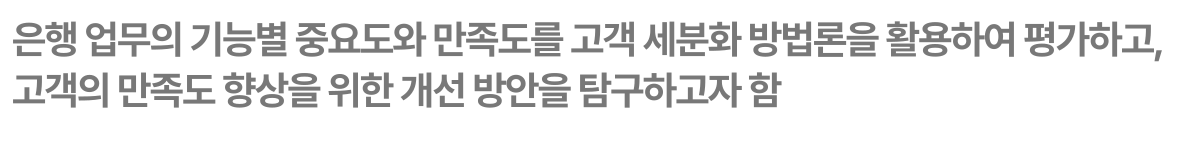 은행 업무의 기능별 중요도와 만족도를 고객 세분화 방법론을 활용하여 평가하고,
고객의 만족도 향상을 위한 개선 방안을 탐구하고자 함